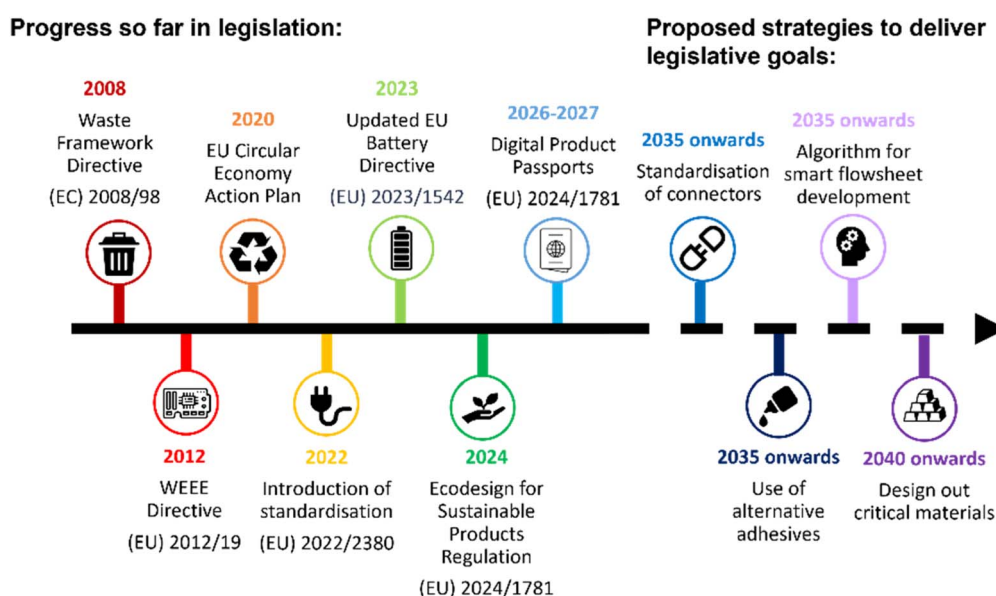 Progress so far in legislation:
Proposed strategies to deliver
legislative goals:
2008
Waste
Framework
Directive
(EC) 2008/98
2020
EU Circular
Economy
Action Plan
2023
Updated EU
Battery
Directive
(EU) 2023/1542
2026-2027
Digital Product
Passports
(EU) 2024/1781
2035 onwards
Standardisation
of connectors
2035 onwards
Algorithm for
smart flowsheet
development
2012
WEEE
Directive
(EU) 2012/19
2022
Introduction of
standardisation
(EU) 2022/2380
2024
Ecodesign for
Sustainable
Products
Regulation
(EU) 2024/1781
2035 onwards
Use of
alternative
adhesives
2040 onwards
Design out
critical materials